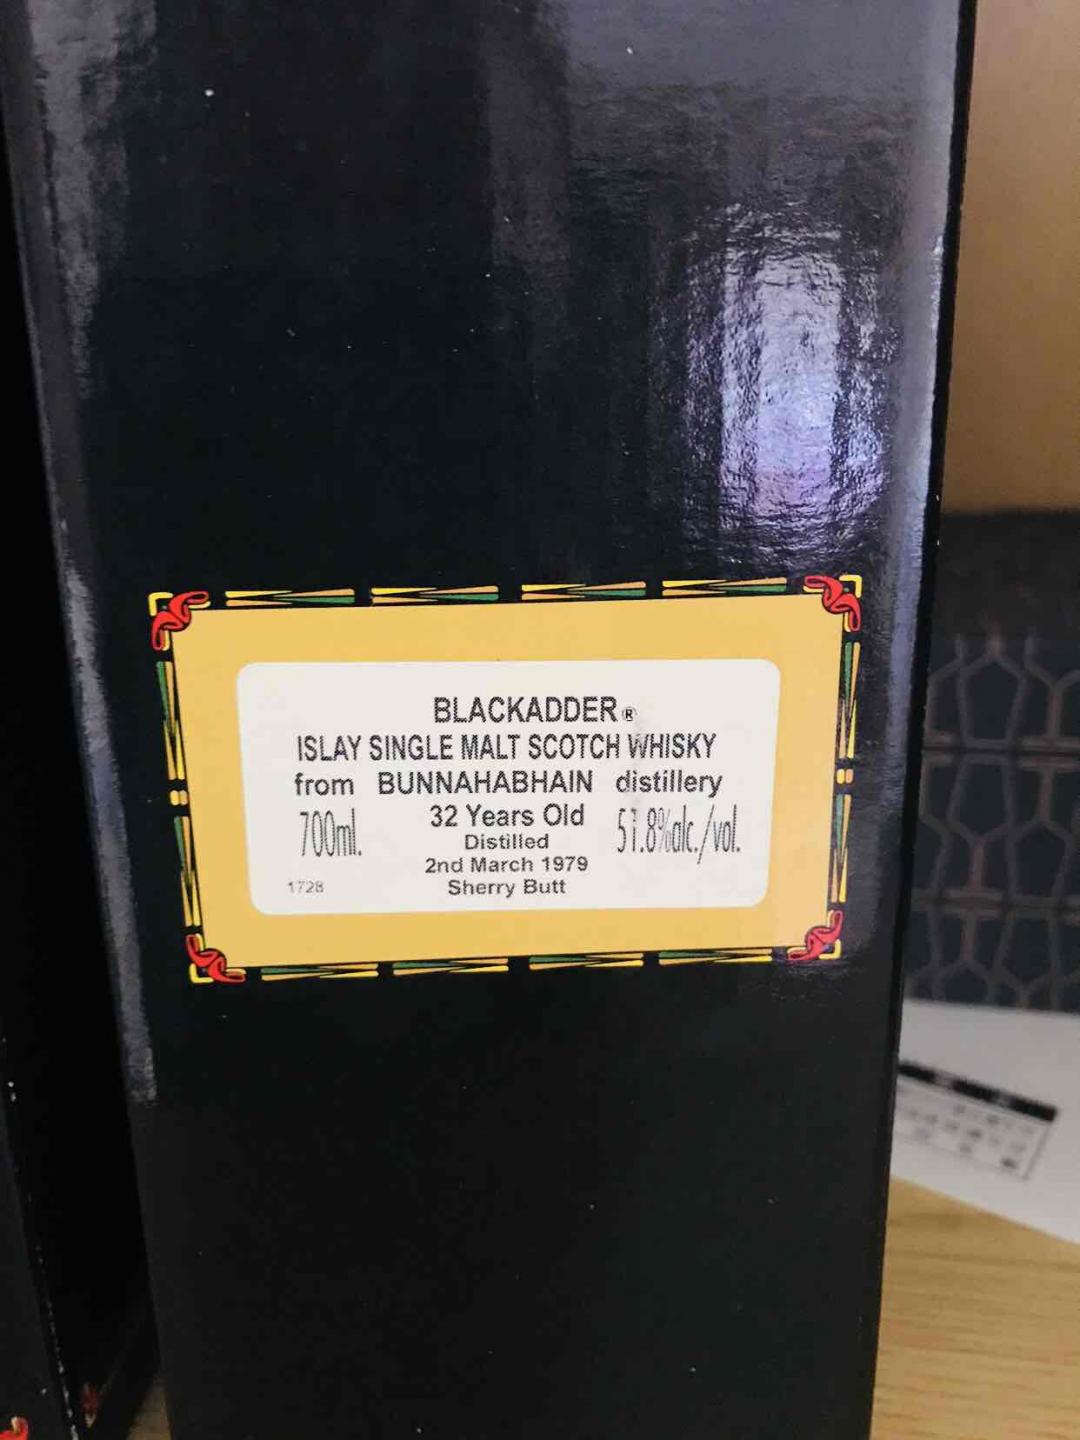 BLACKADDER®
ISLAY SINGLE MALT SCOTCH WHISKY
from BUNNAHABHAIN distillery
32 Years Old
700ml. 51.8%alc./vol.
Distilled
2nd March 1979
1728 Sherry Butt